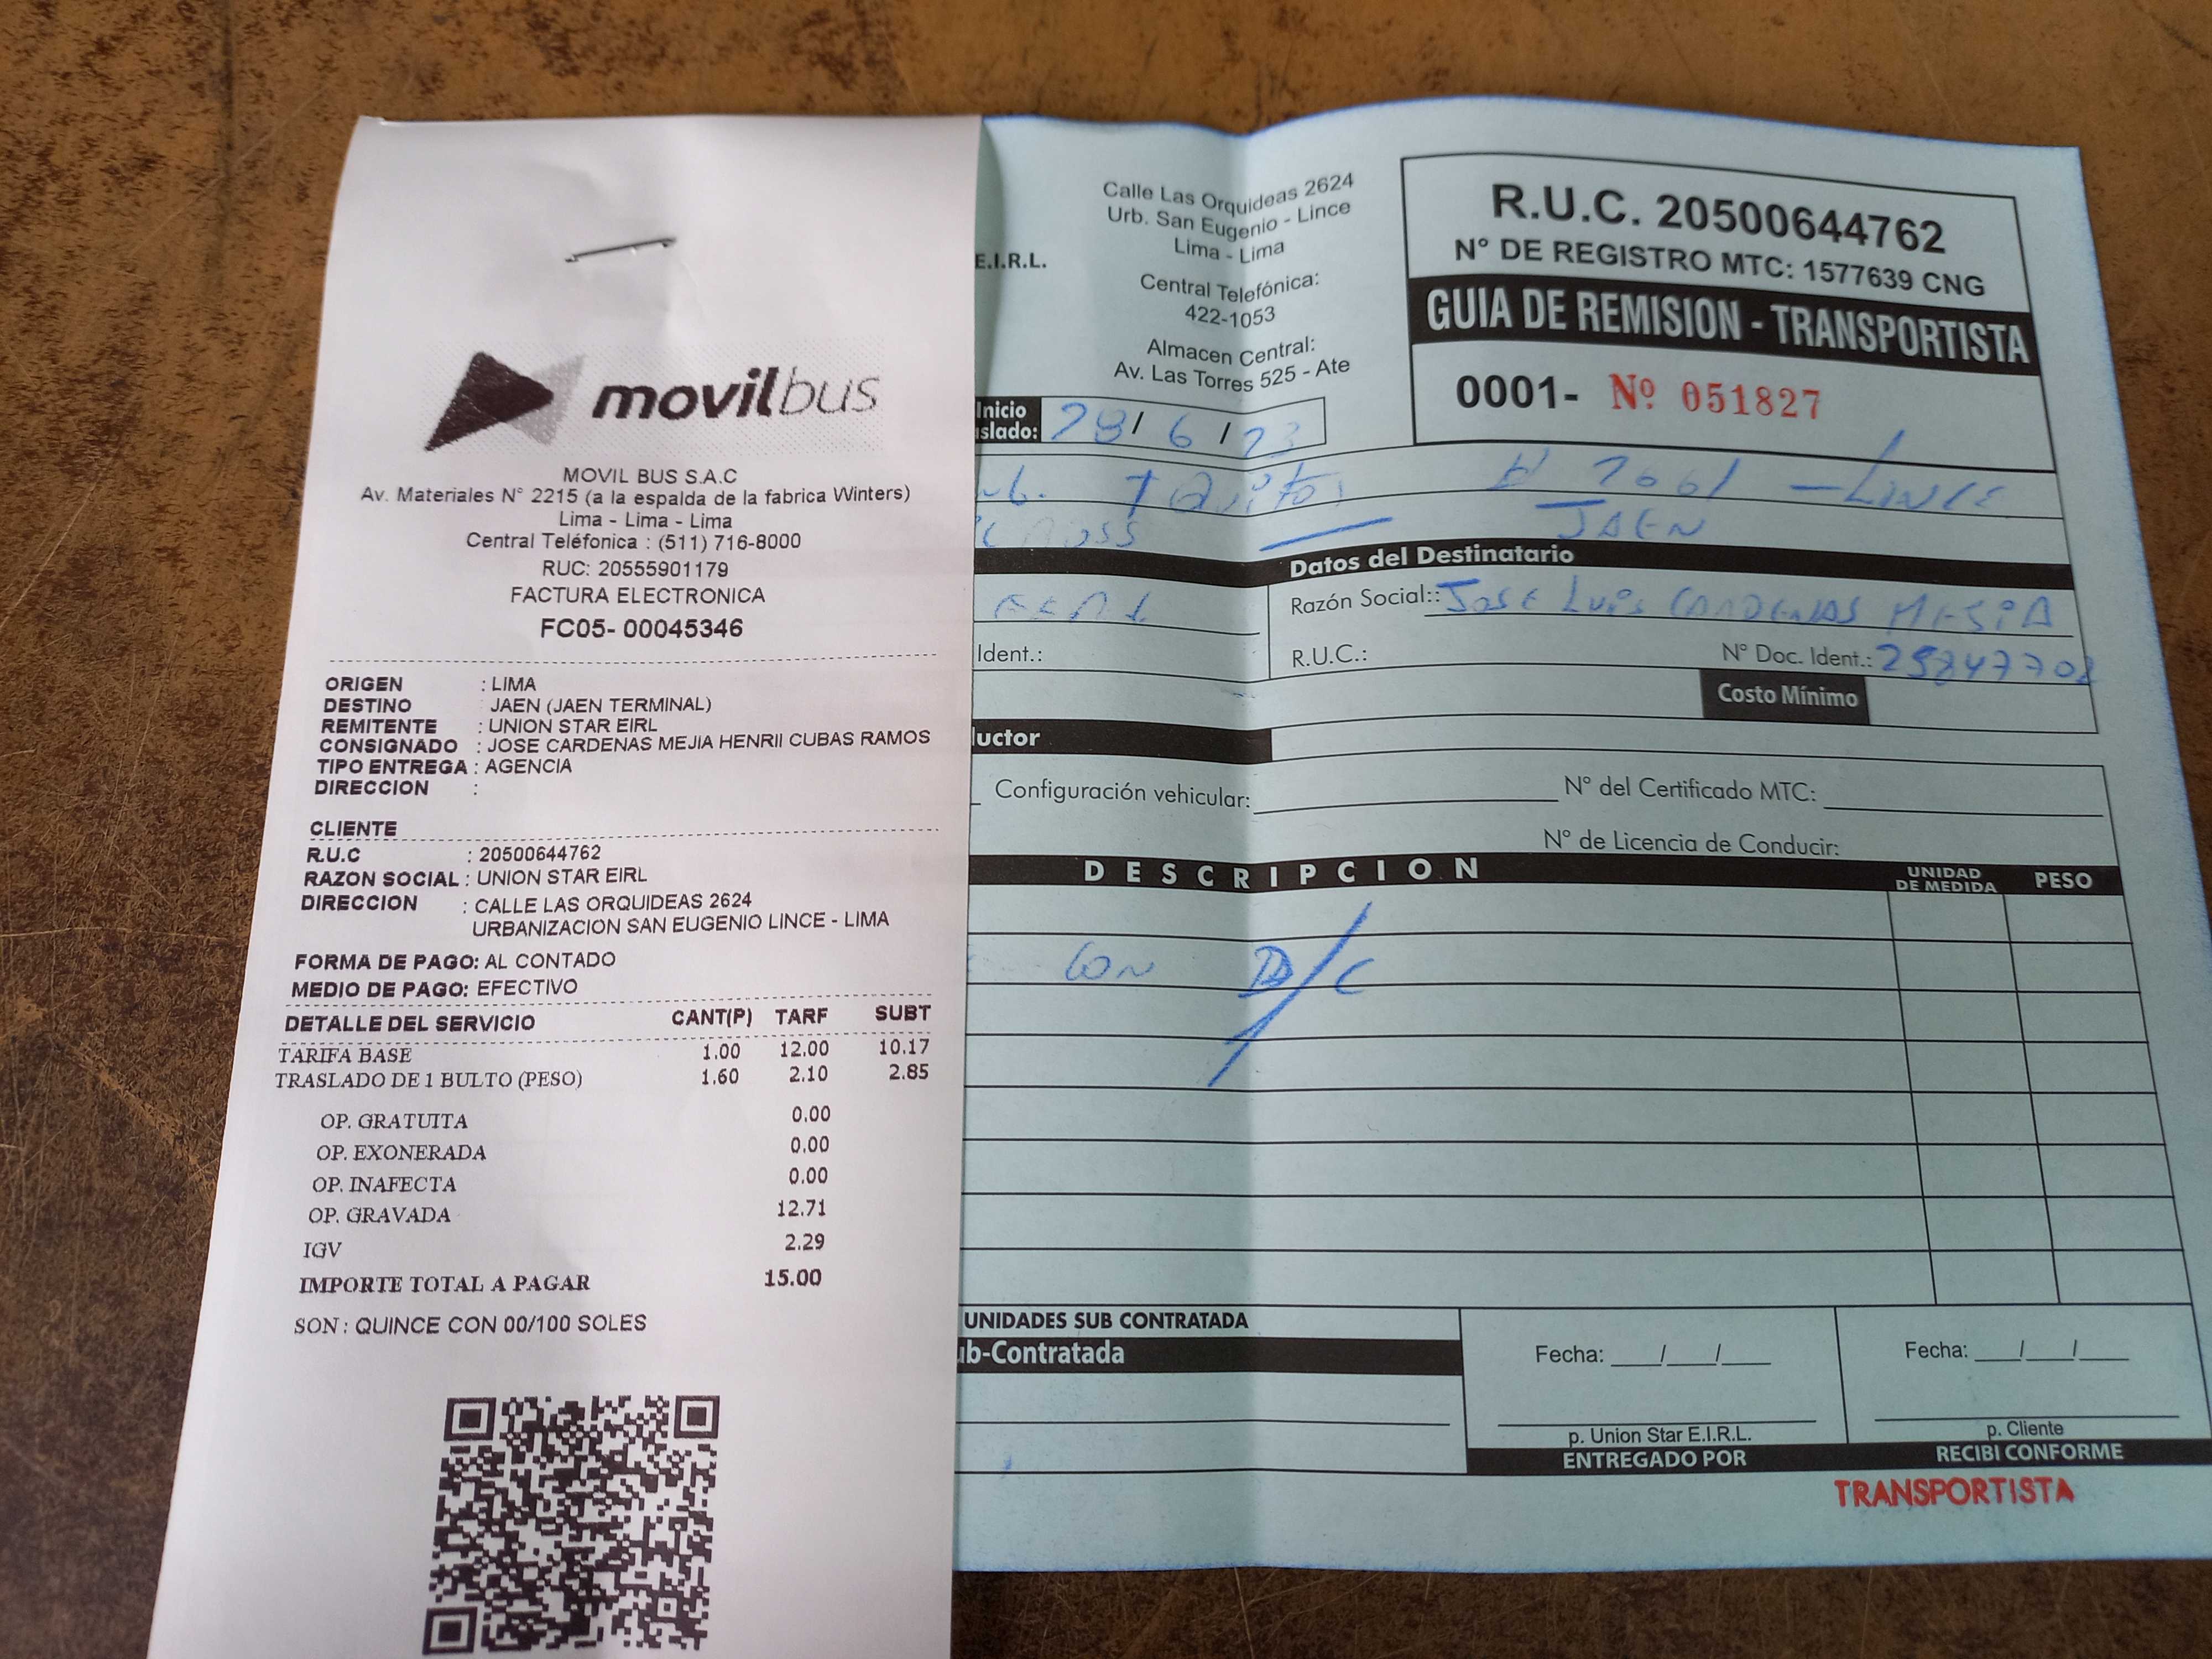 movilbus
MOVIL BUS S.A.C
Av. Materiales N° 2215 (a la espalda de la fabrica Winters)
Lima - Lima - Lima
Central Teléfonica : (511) 716-8000
RUC: 20555901179
FACTURA ELECTRONICA
FC05- 00045346
ORIGEN : LIMA
DESTINO JAEN (JAEN TERMINAL)
REMITENTE : UNION STAR EIRL
CONSIGNADO : JOSE CARDENAS MEJIA HENRII CUBAS RAMOS
TIPO ENTREGA : AGENCIA
DIRECCION :
CLIENTE
R.U.C : 20500644762
RAZON SOCIAL : UNION STAR EIRL
DIRECCION : CALLE LAS ORQUIDEAS 2624
URBANIZACION SAN EUGENIO LINCE - LIMA
FORMA DE PAGO: AL CONTADO
MEDIO DE PAGO: EFECTIVO
DETALLE DEL SERVICIO CANT(P) TARF SUBT
TARIFA BASE 1.00 12.00 10.17
TRASLADO DE 1 BULTO (PESO) 1.60 2.10 2.85
OP. GRATUITA 0.00
OP. EXONERADA 0.00
OP. INAFECTA 0.00
OP. GRAVADA 12.71
IGV 2.29
IMPORTE TOTAL A PAGAR 15.00
SON : QUINCE CON 00/100 SOLES
E.I.R.L.
Calle Las Orquideas 2624
Urb. San Eugenio - Lince
Lima - Lima
Central Telefónica:
422-1053
Almacen Central:
Av. Las Torres 525 - Ate
R.U.C. 20500644762
N° DE REGISTRO MTC: 1577639 CNG
GUIA DE REMISION - TRANSPORTISTA
0001- Nº 051827
Inicio
slado: 28/ 6 / 23
- LINCE
JAEN
Datos del Destinatario
Razón Social:: JOSE LUIS CARDENAS MESIA
Ident.:
R.U.C.: N° Doc. Ident.: 25847702
Costo Mínimo
uctor
Configuración vehicular: N° del Certificado MTC:
N° de Licencia de Conducir:
DESCRIPCION UNIDAD DE MEDIDA PESO
CON D/C
UNIDADES SUB CONTRATADA
ub-Contratada
Fecha: / /
p. Union Star E.I.R.L.
ENTREGADO POR
Fecha: / /
p. Cliente
RECIBI CONFORME
TRANSPORTISTA